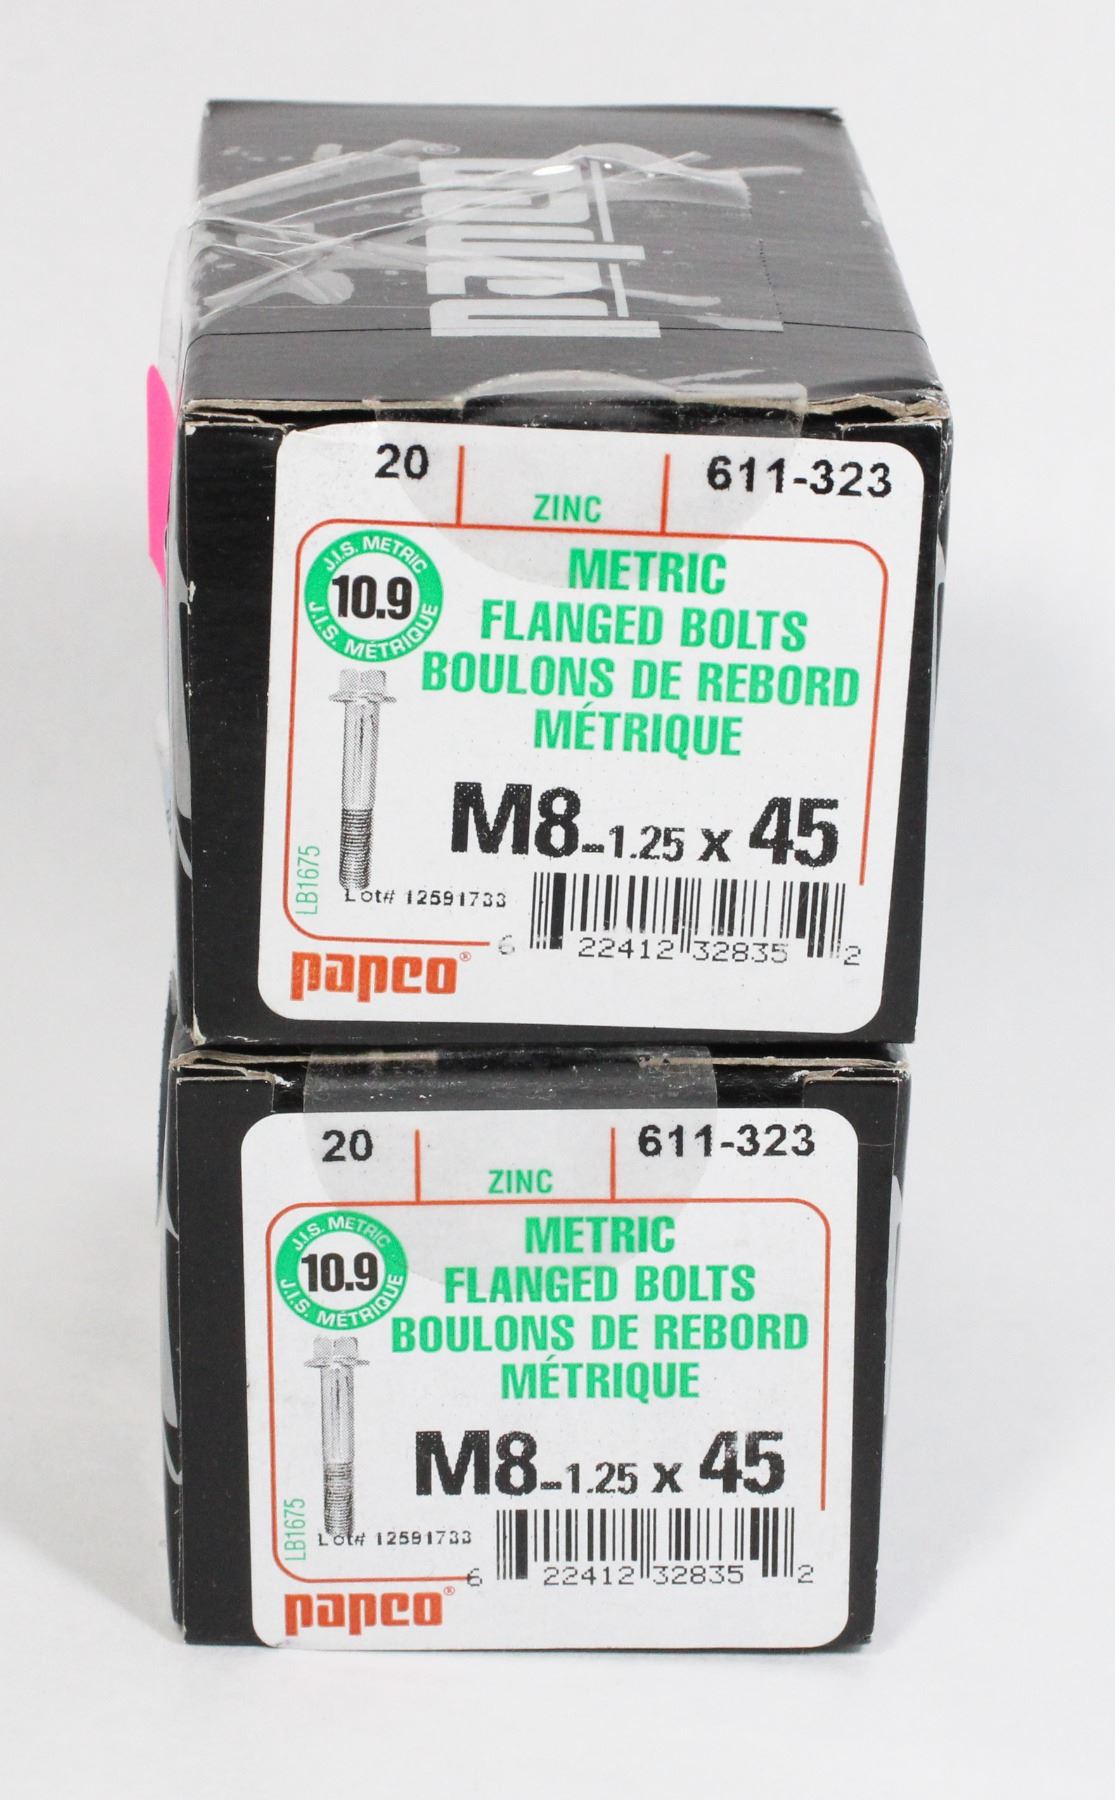 papco®
20
611-323
ZINC
J.I.S. METRIC
10.9
J.I.S. MÉTRIQUE
METRIC
FLANGED BOLTS
BOULONS DE REBORD
MÉTRIQUE
M8-1.25 x 45
LB1675
Lot# 12591733
6 22412 32835 2
papco®
20
611-323
ZINC
J.I.S. METRIC
10.9
J.I.S. MÉTRIQUE
METRIC
FLANGED BOLTS
BOULONS DE REBORD
MÉTRIQUE
M8-1.25 x 45
LB1675
Lot# 12591733
6 22412 32835 2
papco®